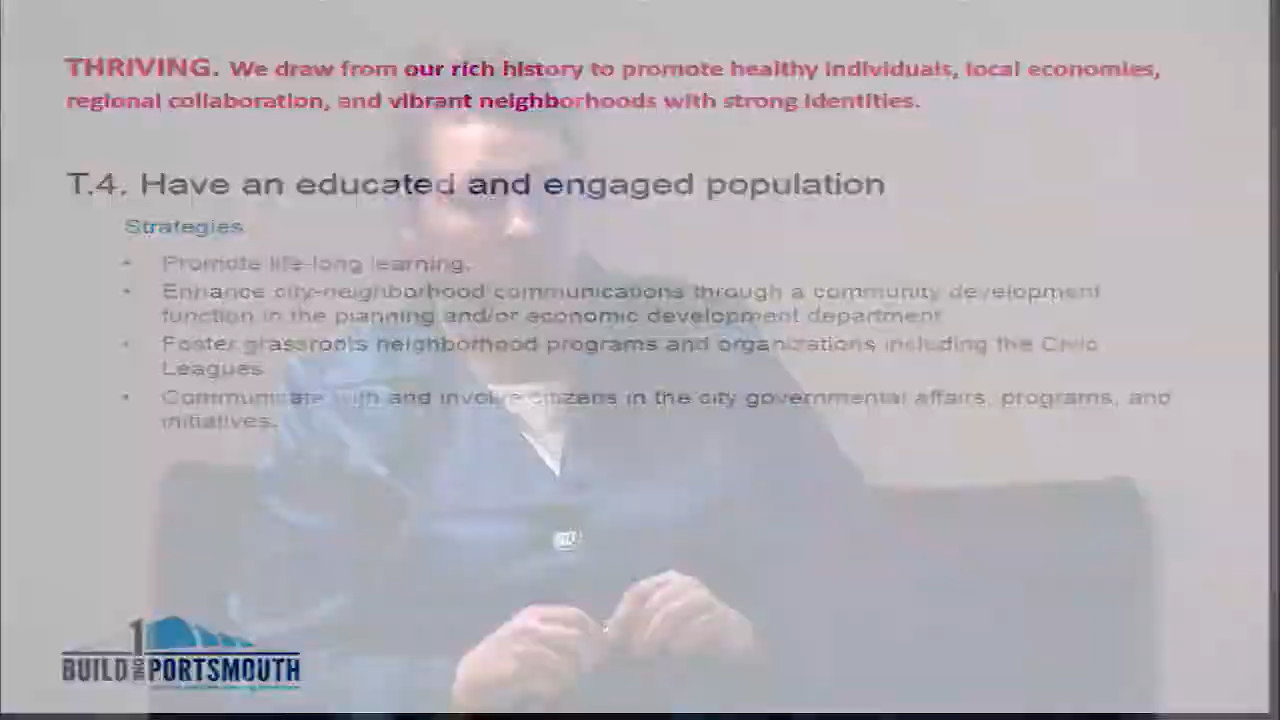 THRIVING. We draw from our rich history to promote healthy individuals, local economies,
regional collaboration, and vibrant neighborhoods with strong identities.
T.4. Have an educated and engaged population
Strategies
• Promote life-long learning.
• Enhance city-neighborhood communications through a community development
function in the planning and/or economic development department
• Foster grassroots neighborhood programs and organizations including the Civic
Leagues
• Communicate with and involve citizens in the city governmental affairs, programs, and
initiatives.
BUILD ONE PORTSMOUTH